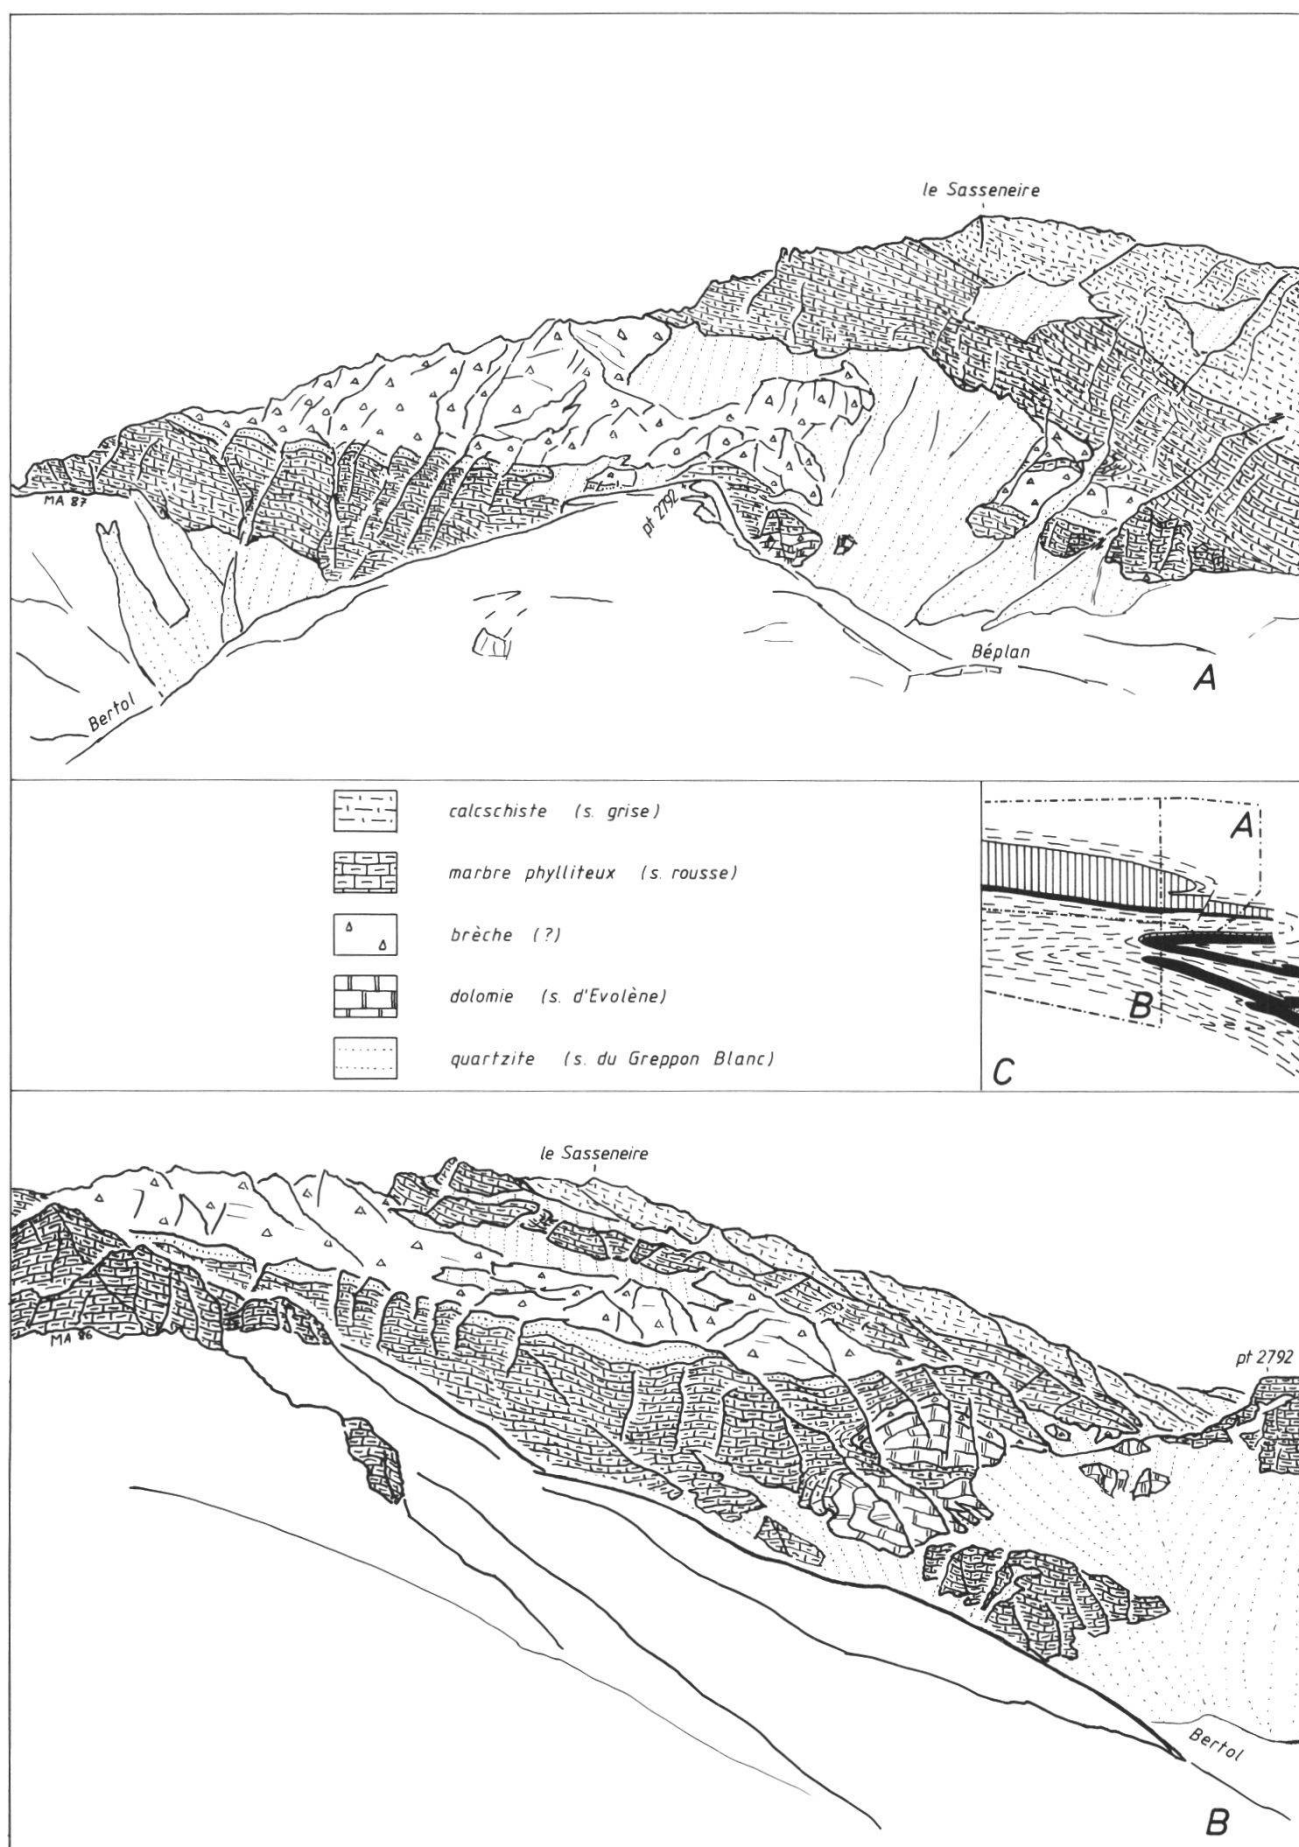 le Sasseneire
MA 87
pt 2792
Bertol
Béplan
A
calcschiste (s. grise)
marbre phylliteux (s. rousse)
brèche (?)
dolomie (s. d'Evolène)
quartzite (s. du Greppon Blanc)
A
B
C
le Sasseneire
MA 86
pt 2792
Bertol
B